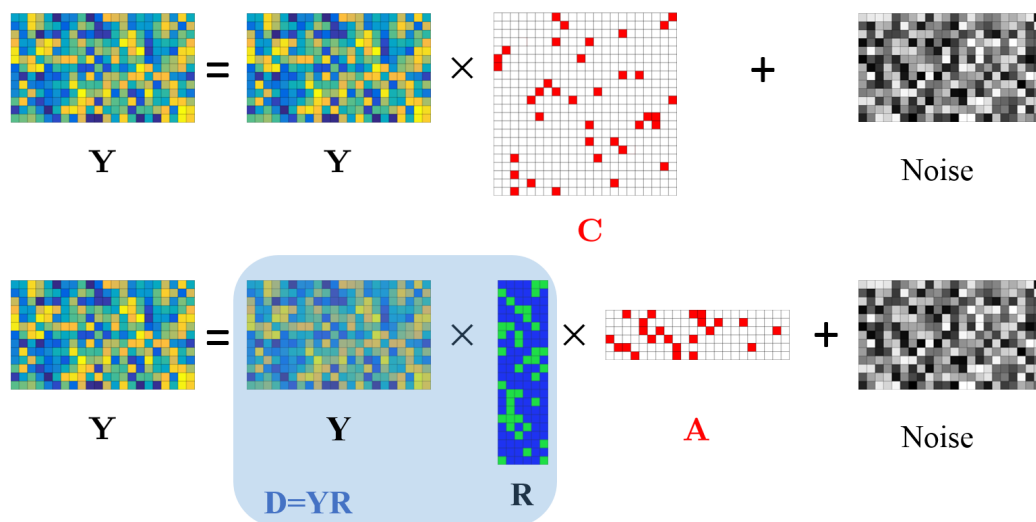 = × +
Y Y Noise
C
= × × +
Y Y A Noise
D=YR R